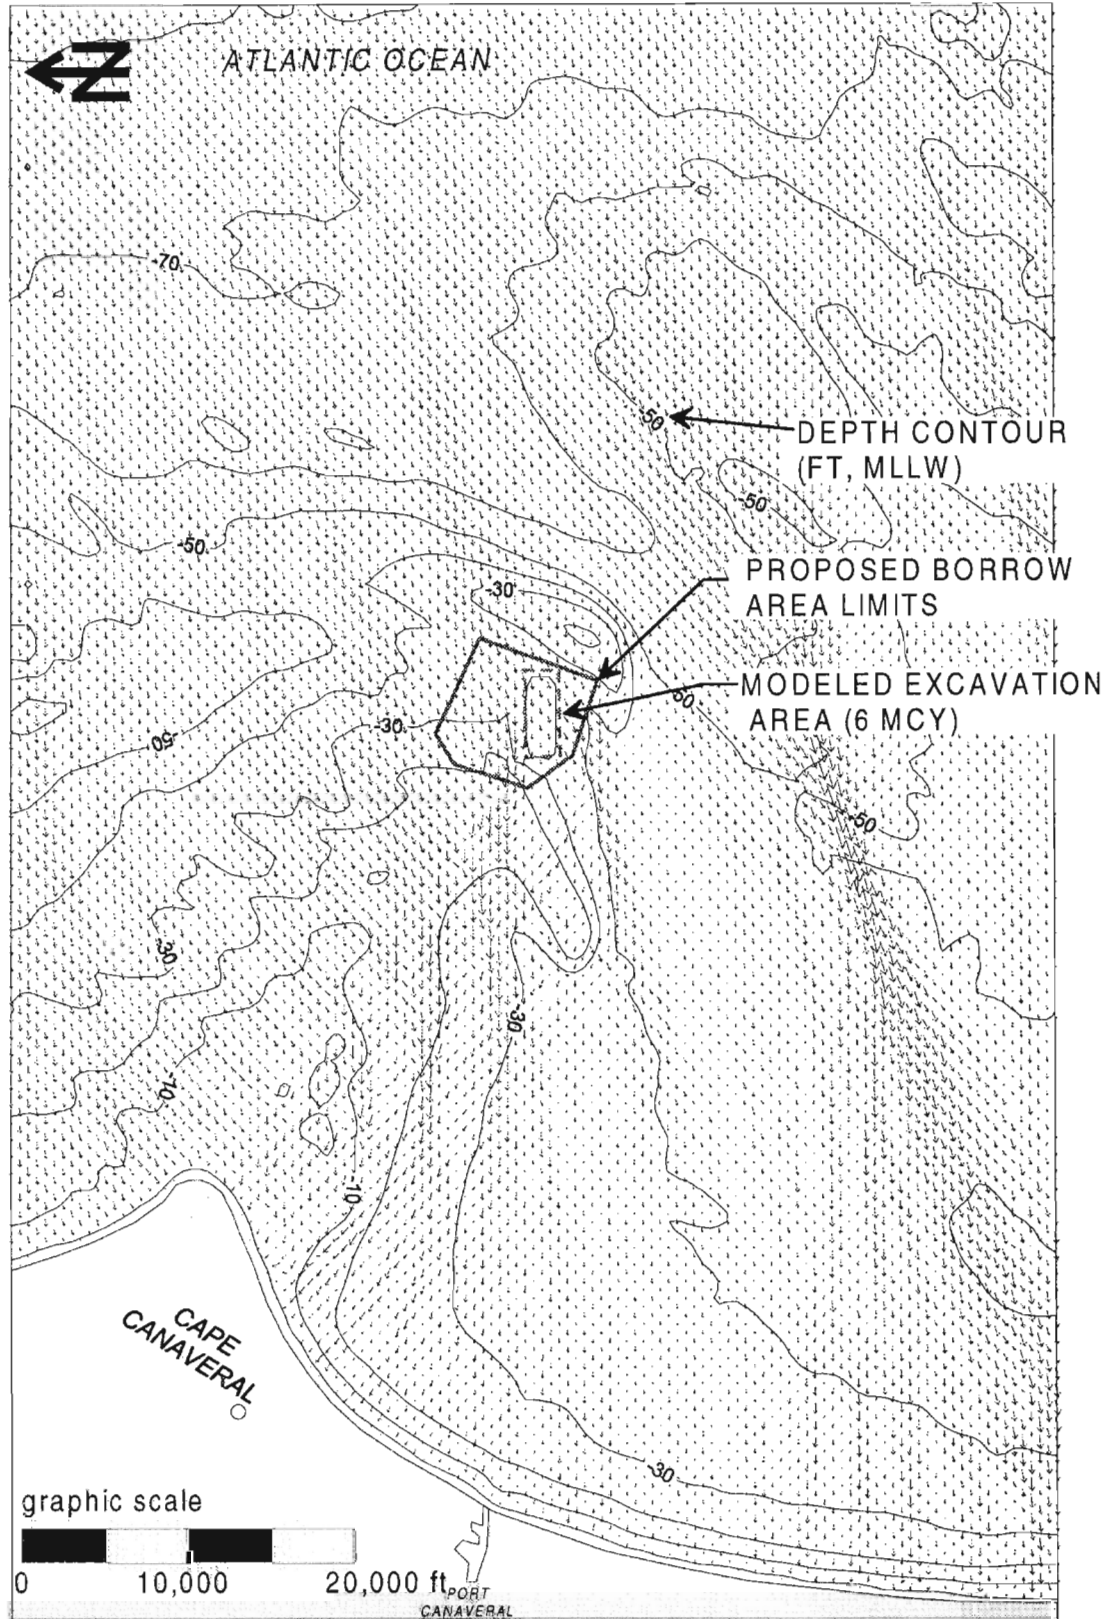 N
ATLANTIC OCEAN
-70
-50
DEPTH CONTOUR
(FT, MLLW)
-50
-50
PROPOSED BORROW
AREA LIMITS
-30
MODELED EXCAVATION
AREA (6 MCY)
-50
-30
-50
-50
-30
-30
-10
-10
CAPE
CANAVERAL
-30
graphic scale
0 10,000 20,000 ft
PORT
CANAVERAL